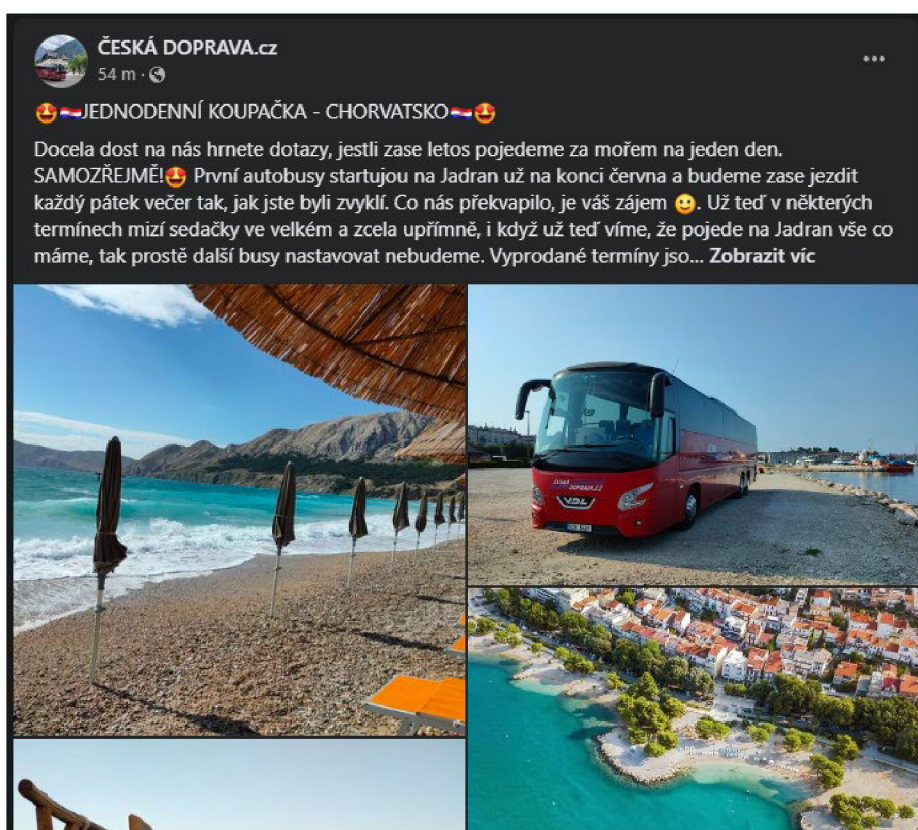 ČESKÁ DOPRAVA.cz
54 m ·
🤩🇭🇷JEDNODENNÍ KOUPAČKA - CHORVATSKO🇭🇷🤩
Docela dost na nás hrnete dotazy, jestli zase letos pojedeme za mořem na jeden den.
SAMOZŘEJMĚ!🤩 První autobusy startujou na Jadran už na konci června a budeme zase jezdit
každý pátek večer tak, jak jste byli zvyklí. Co nás překvapilo, je váš zájem 🙂. Už teď v některých
termínech mizí sedačky ve velkém a zcela upřímně, i když už teď víme, že pojede na Jadran vše co
máme, tak prostě další busy nastavovat nebudeme. Vyprodané termíny jso... Zobrazit víc
ČESKÁ
DOPRAVA.CZ
VDL